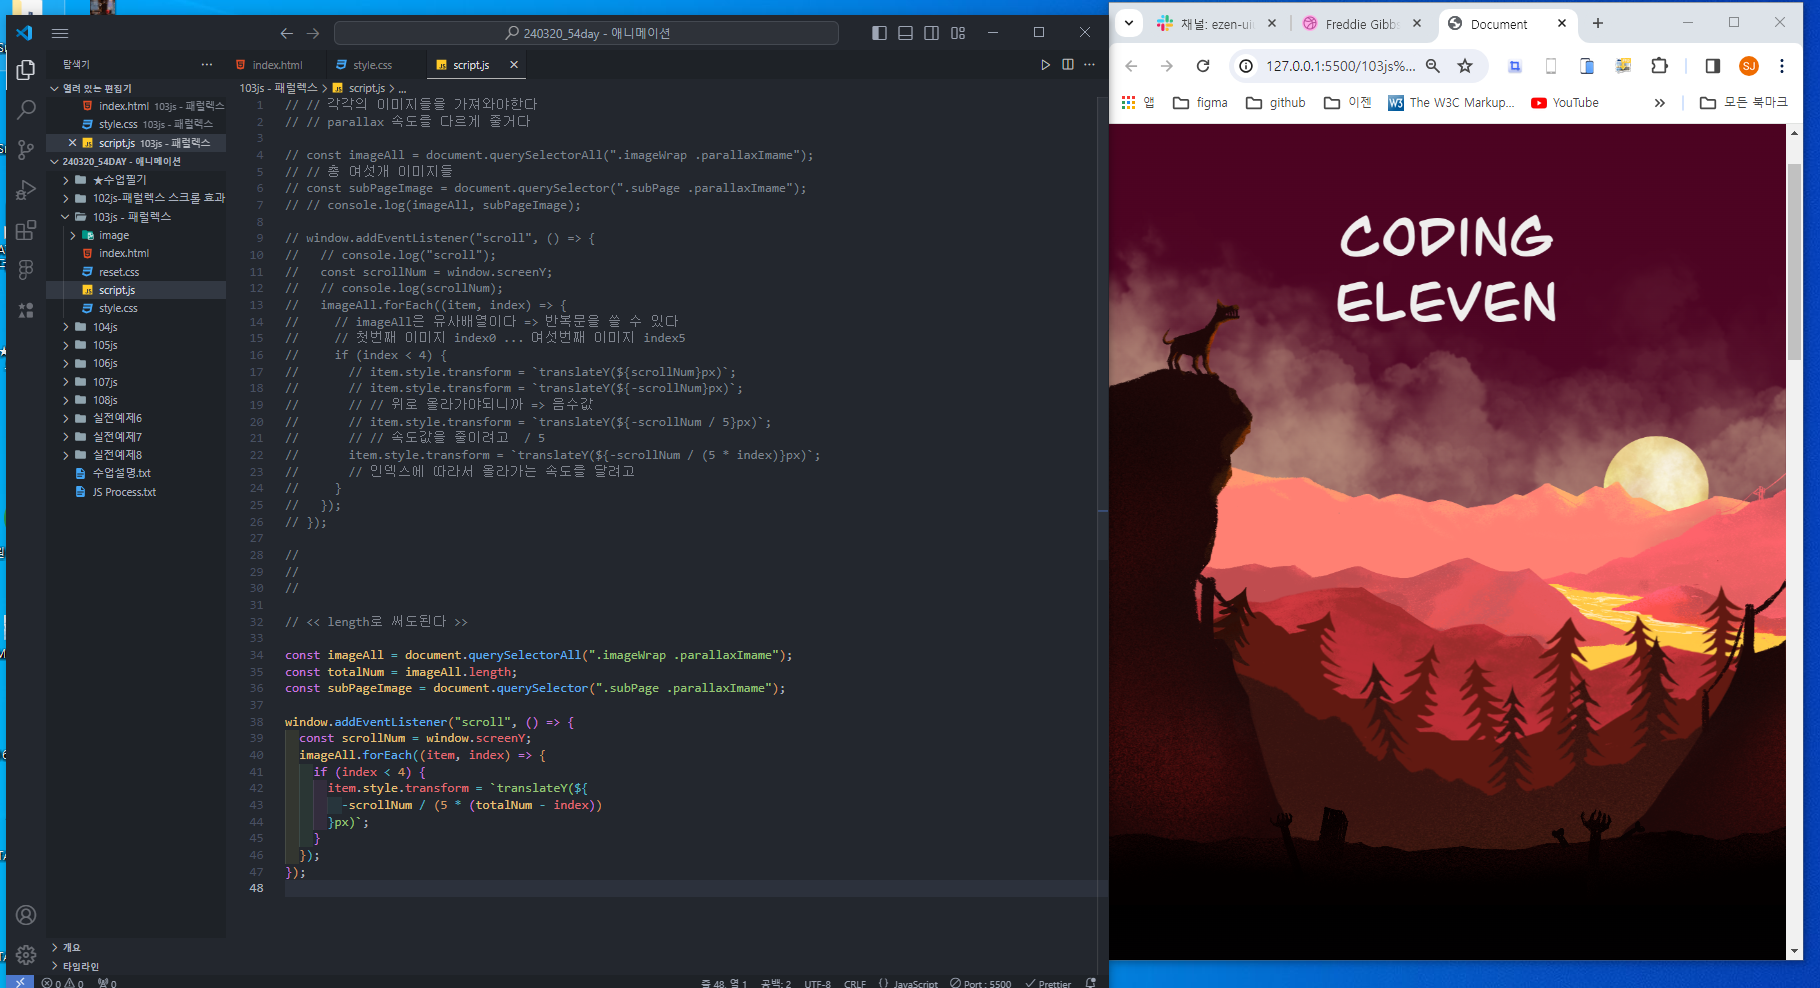 240320_54day - 애니메이션
탐색기
index.html
style.css
script.js
열려 있는 편집기
index.html 103js - 패럴렉스
style.css 103js - 패럴렉스
script.js 103js - 패럴렉스
240320_54DAY - 애니메이션
★수업필기
102js-패럴렉스 스크롤 효과
103js - 패럴렉스
image
index.html
reset.css
script.js
style.css
104js
105js
106js
107js
108js
실전예제6
실전예제7
실전예제8
수업설명.txt
JS Process.txt
개요
타임라인
103js - 패럴렉스 > script.js > ...
1 // // 각각의 이미지들을 가져와야한다
2 // // parallax 속도를 다르게 줄거다
3
4 // const imageAll = document.querySelectorAll(".imageWrap .parallaxImame");
5 // // 총 여섯개 이미지들
6 // const subPageImage = document.querySelector(".subPage .parallaxImame");
7 // // console.log(imageAll, subPageImage);
8
9 // window.addEventListener("scroll", () => {
10 //   // console.log("scroll");
11 //   const scrollNum = window.screenY;
12 //   // console.log(scrollNum);
13 //   imageAll.forEach((item, index) => {
14 //     // imageAll은 유사배열이다 => 반복문을 쓸 수 있다
15 //     // 첫번째 이미지 index0 ... 여섯번째 이미지 index5
16 //     if (index < 4) {
17 //       // item.style.transform = `translateY(${scrollNum}px)`;
18 //       // item.style.transform = `translateY(${-scrollNum}px)`;
19 //       // // 위로 올라가야되니까 => 음수값
20 //       // item.style.transform = `translateY(${-scrollNum / 5}px)`;
21 //       // // 속도값을 줄이려고  / 5
22 //       item.style.transform = `translateY(${-scrollNum / (5 * index)}px)`;
23 //       // 인덱스에 따라서 올라가는 속도를 달려고
24 //     }
25 //   });
26 // });
27
28 //
29 //
30 //
31
32 // << length로 써도된다 >>
33
34 const imageAll = document.querySelectorAll(".imageWrap .parallaxImame");
35 const totalNum = imageAll.length;
36 const subPageImage = document.querySelector(".subPage .parallaxImame");
37
38 window.addEventListener("scroll", () => {
39   const scrollNum = window.screenY;
40   imageAll.forEach((item, index) => {
41     if (index < 4) {
42       item.style.transform = `translateY(${
43         -scrollNum / (5 * (totalNum - index))
44       }px)`;
45     }
46   });
47 });
48
0 0 0
줄 48, 열 1 공백: 2 UTF-8 CRLF {} JavaScript Port : 5500 Prettier
채널: ezen-ui
Freddie Gibbs
Document
127.0.0.1:5500/103js%...
SJ
앱
figma
github
이젠
W3 The W3C Markup...
YouTube
모든 북마크
CODING
ELEVEN